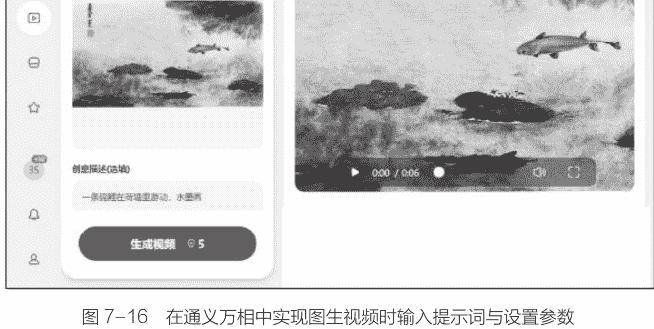 +50
35
创意描述(选填)
一条锦鲤在荷塘里游动，水墨画
生成视频 5
0:00 / 0:06
图 7-16 在通义万相中实现图生视频时输入提示词与设置参数